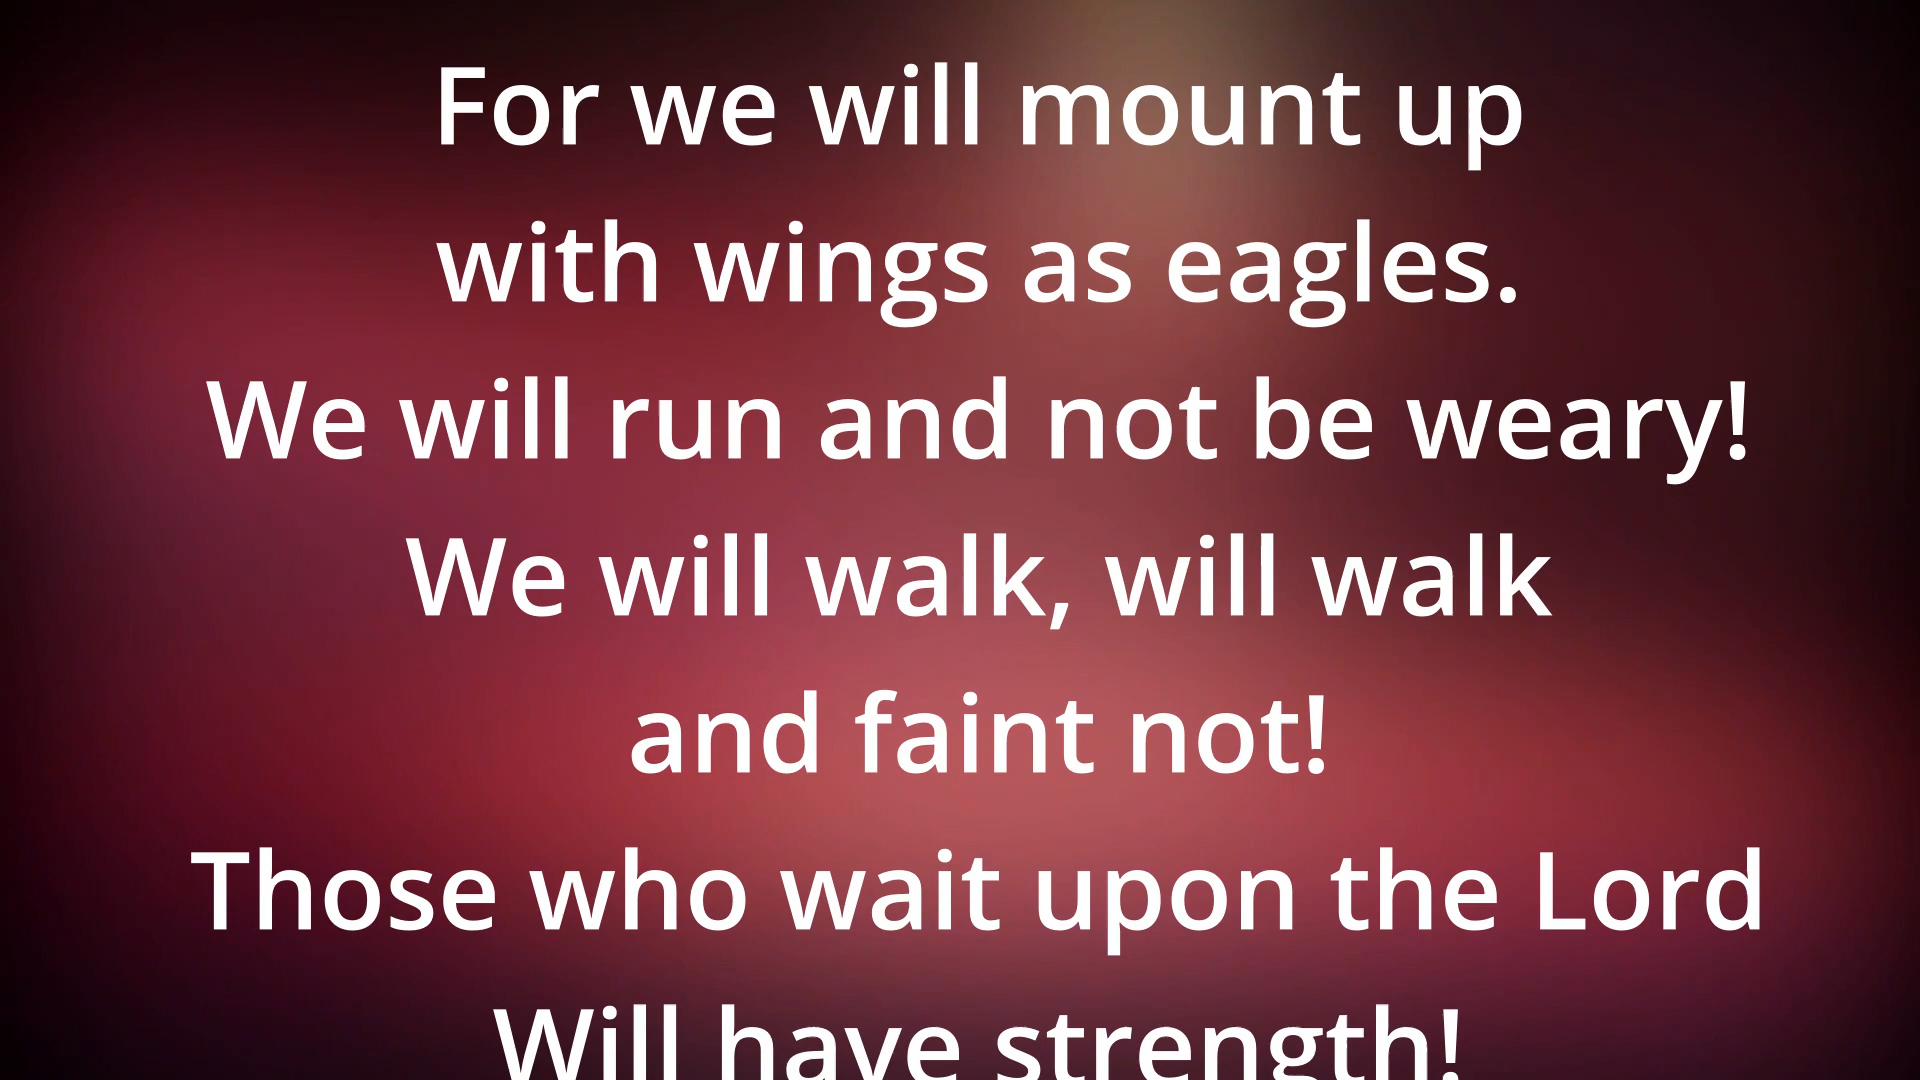 For we will mount up
with wings as eagles.
We will run and not be weary!
We will walk, will walk
and faint not!
Those who wait upon the Lord
Will have strength!